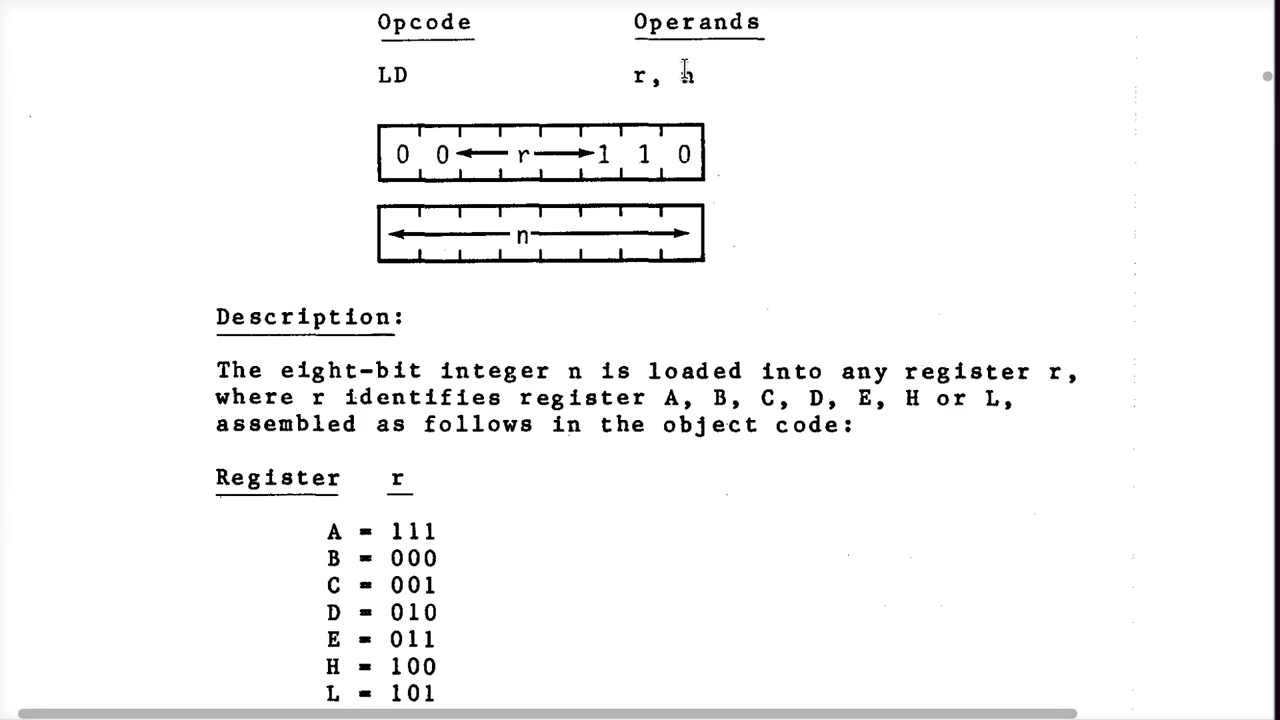 Opcode Operands
LD r, n
0 0 r 1 1 0
n
Description:
The eight-bit integer n is loaded into any register r,
where r identifies register A, B, C, D, E, H or L,
assembled as follows in the object code:
Register r
A = 111
B = 000
C = 001
D = 010
E = 011
H = 100
L = 101